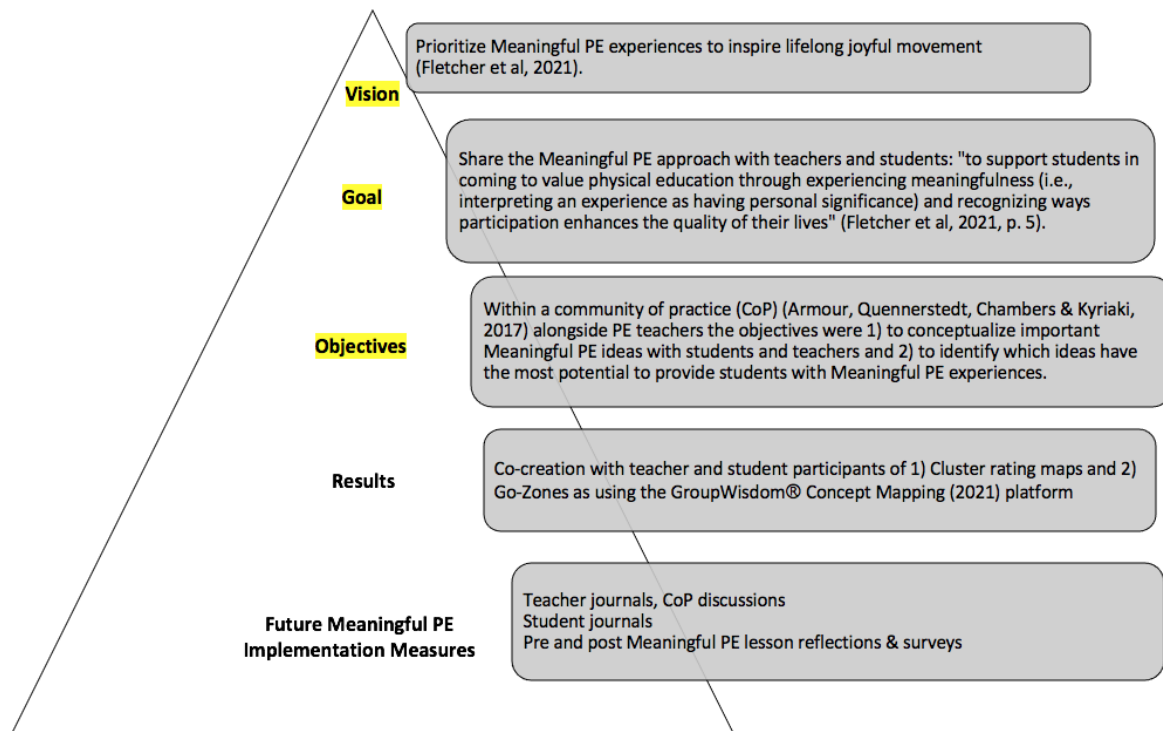 Prioritize Meaningful PE experiences to inspire lifelong joyful movement
(Fletcher et al, 2021).
Vision
Share the Meaningful PE approach with teachers and students: "to support students in
coming to value physical education through experiencing meaningfulness (i.e.,
interpreting an experience as having personal significance) and recognizing ways
participation enhances the quality of their lives" (Fletcher et al, 2021, p. 5).
Goal
Within a community of practice (CoP) (Armour, Quennerstedt, Chambers & Kyriaki,
2017) alongside PE teachers the objectives were 1) to conceptualize important
Meaningful PE ideas with students and teachers and 2) to identify which ideas have
the most potential to provide students with Meaningful PE experiences.
Objectives
Co-creation with teacher and student participants of 1) Cluster rating maps and 2)
Go-Zones as using the GroupWisdom® Concept Mapping (2021) platform
Results
Teacher journals, CoP discussions
Student journals
Pre and post Meaningful PE lesson reflections & surveys
Future Meaningful PE
Implementation Measures